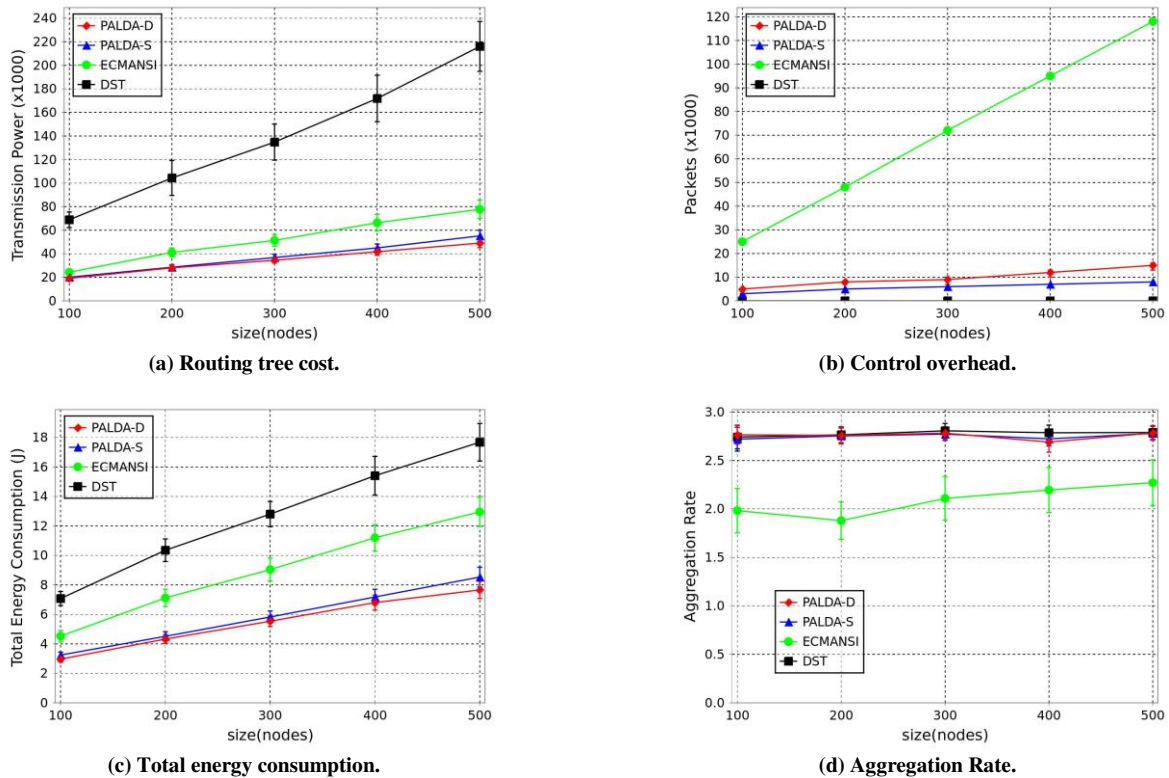 240
220
200
180
160
140
120
100
80
60
40
20
0
Transmission Power (x1000)
PALDA-D
PALDA-S
ECMANSI
DST
100 200 300 400 500
size(nodes)
(a) Routing tree cost.
120
110
100
90
80
70
60
50
40
30
20
10
0
Packets (x1000)
PALDA-D
PALDA-S
ECMANSI
DST
100 200 300 400 500
size(nodes)
(b) Control overhead.
18
16
14
12
10
8
6
4
2
0
Total Energy Consumption (J)
PALDA-D
PALDA-S
ECMANSI
DST
100 200 300 400 500
size(nodes)
(c) Total energy consumption.
3.0
2.5
2.0
1.5
1.0
0.5
0.0
Aggregation Rate
PALDA-D
PALDA-S
ECMANSI
DST
100 200 300 400 500
size(nodes)
(d) Aggregation Rate.